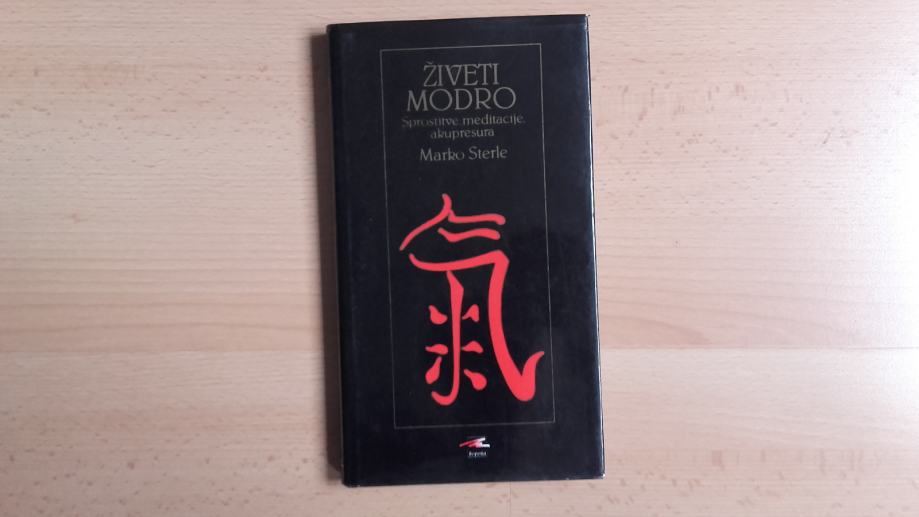 ŽIVETI
MODRO
Sprostitve, meditacije,
akupresura
Marko Sterle
氣